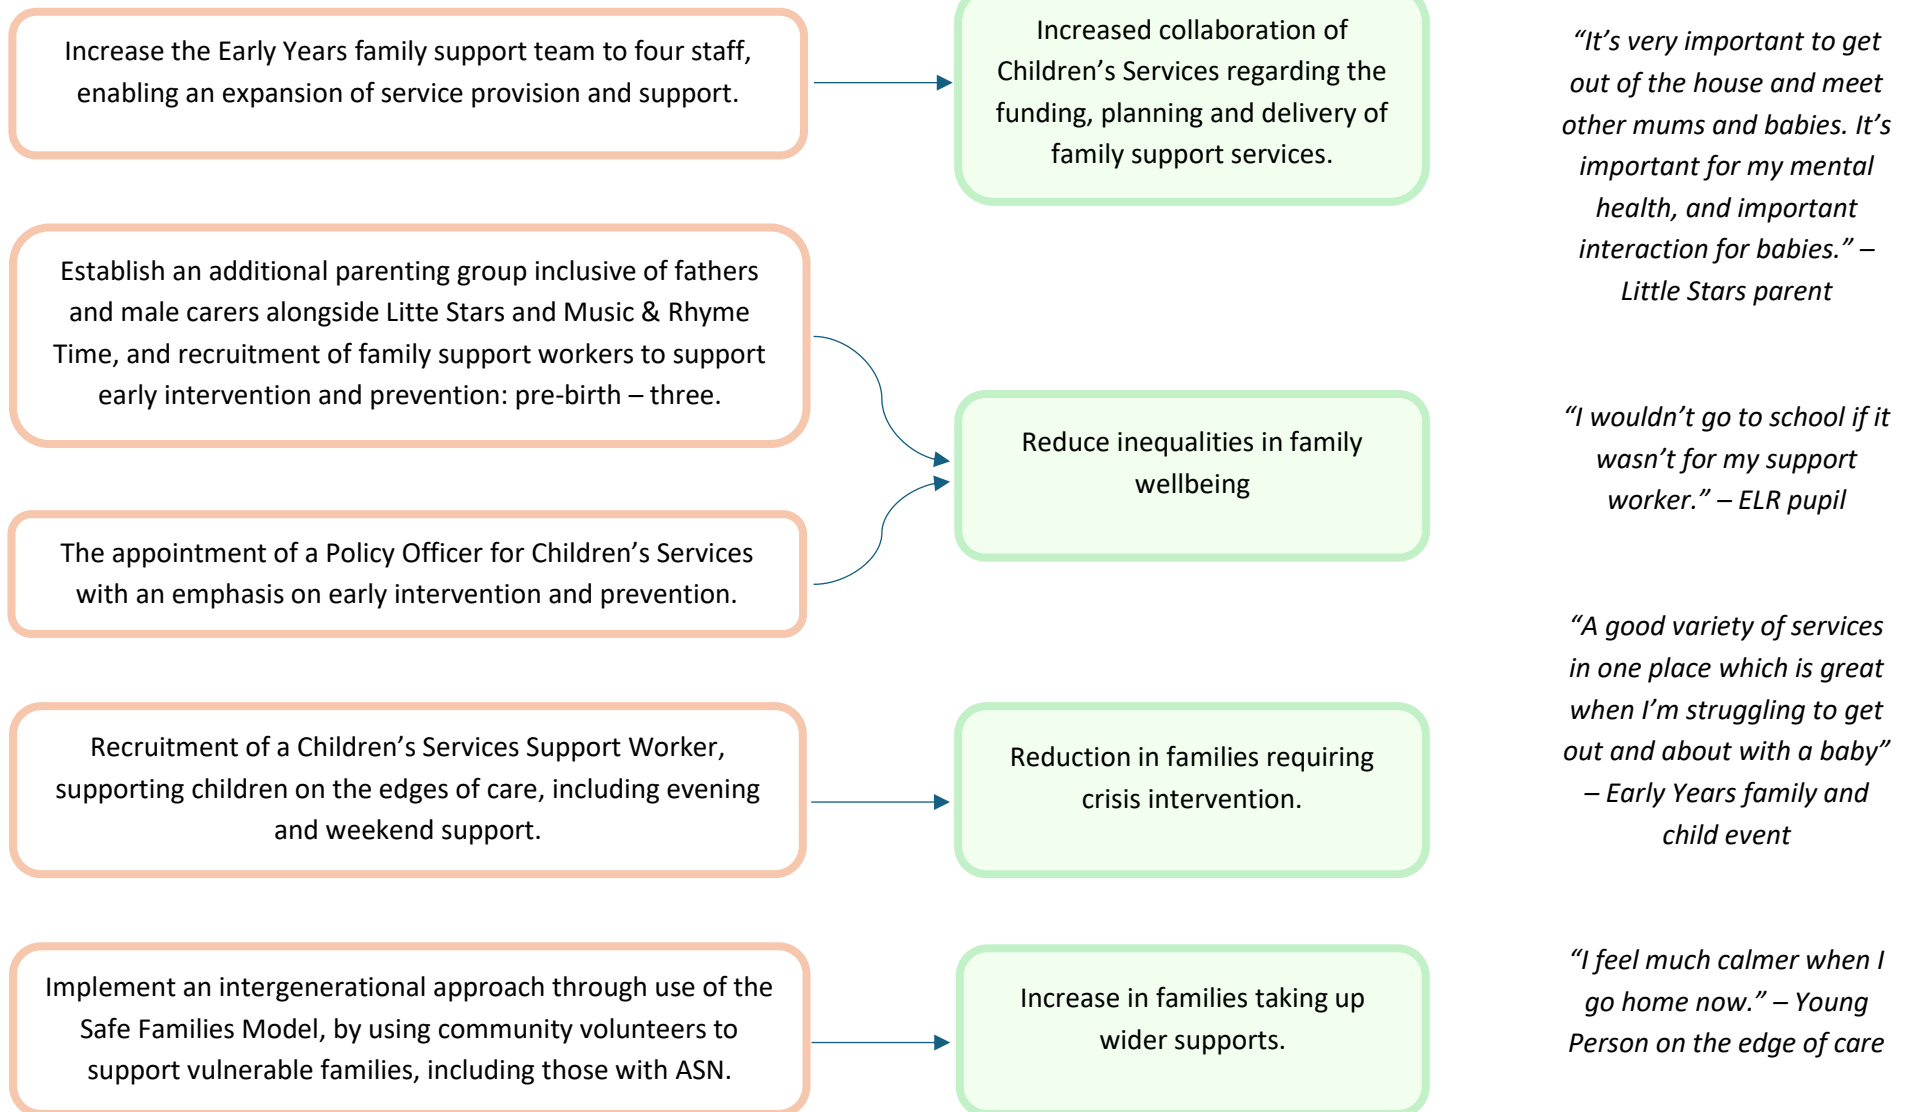 Increase the Early Years family support team to four staff,
enabling an expansion of service provision and support.
Increased collaboration of
Children’s Services regarding the
funding, planning and delivery of
family support services.
“It’s very important to get
out of the house and meet
other mums and babies. It’s
important for my mental
health, and important
interaction for babies.” –
Little Stars parent
Establish an additional parenting group inclusive of fathers
and male carers alongside Litte Stars and Music & Rhyme
Time, and recruitment of family support workers to support
early intervention and prevention: pre-birth – three.
The appointment of a Policy Officer for Children’s Services
with an emphasis on early intervention and prevention.
Reduce inequalities in family
wellbeing
“I wouldn’t go to school if it
wasn’t for my support
worker.” – ELR pupil
Recruitment of a Children’s Services Support Worker,
supporting children on the edges of care, including evening
and weekend support.
Reduction in families requiring
crisis intervention.
“A good variety of services
in one place which is great
when I’m struggling to get
out and about with a baby”
– Early Years family and
child event
Implement an intergenerational approach through use of the
Safe Families Model, by using community volunteers to
support vulnerable families, including those with ASN.
Increase in families taking up
wider supports.
“I feel much calmer when I
go home now.” – Young
Person on the edge of care